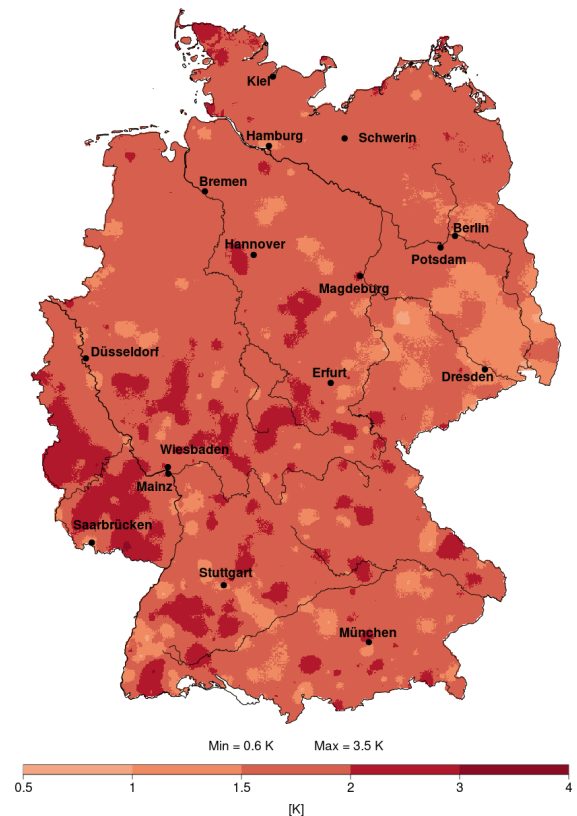 Kiel
Hamburg
Schwerin
Bremen
Berlin
Hannover
Potsdam
Magdeburg
Düsseldorf
Erfurt
Dresden
Wiesbaden
Mainz
Saarbrücken
Stuttgart
München
Min = 0.6 K Max = 3.5 K
0.5 1 1.5 2 3 4
[K]